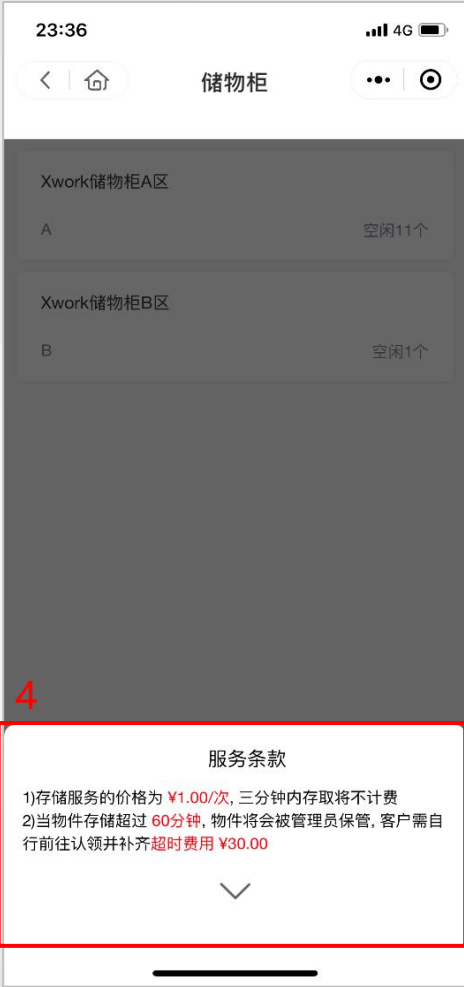 23:36
4G
储物柜
Xwork储物柜A区
A
空闲11个
Xwork储物柜B区
B
空闲1个
4
服务条款
1)存储服务的价格为 ¥1.00/次, 三分钟内存取将不计费
2)当物件存储超过 60分钟, 物件将会被管理员保管, 客户需自
行前往认领并补齐超时费用 ¥30.00